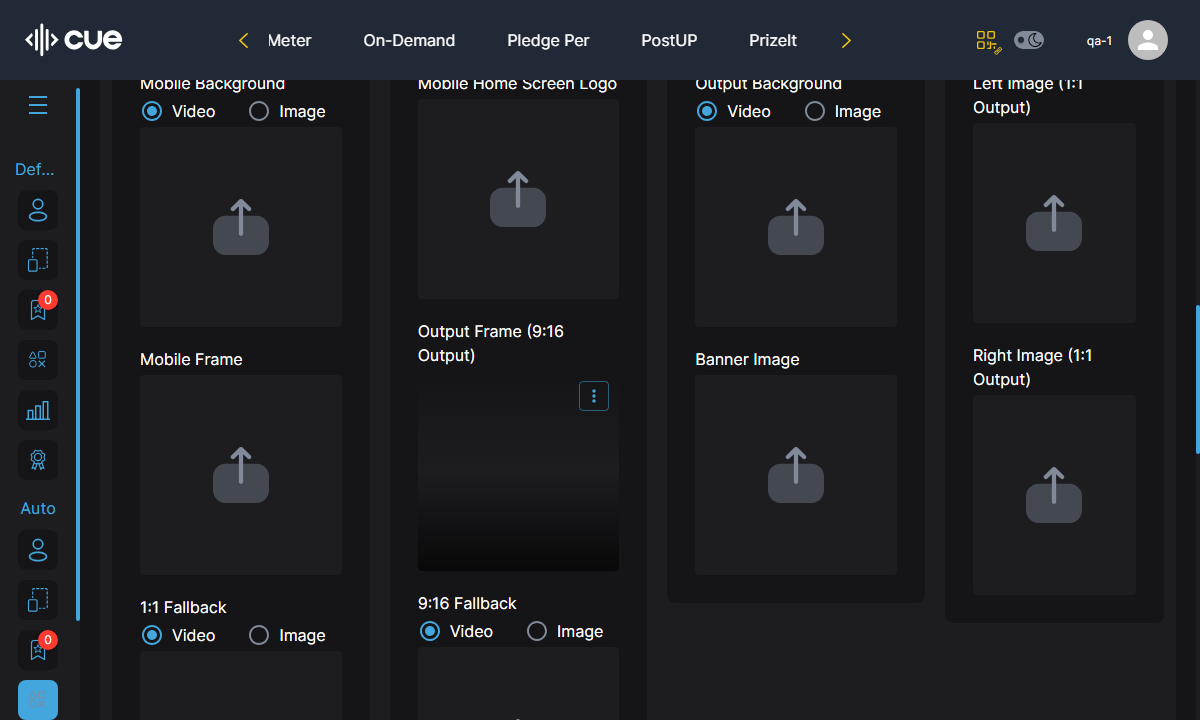 cue
Meter
On-Demand
Pledge Per
PostUP
PrizeIt
qa-1
Def...
0
Auto
0
Mobile Background
Video
Image
Mobile Frame
1:1 Fallback
Video
Image
Mobile Home Screen Logo
Output Frame (9:16
Output)
9:16 Fallback
Video
Image
Output Background
Video
Image
Banner Image
Left Image (1:1
Output)
Right Image (1:1
Output)